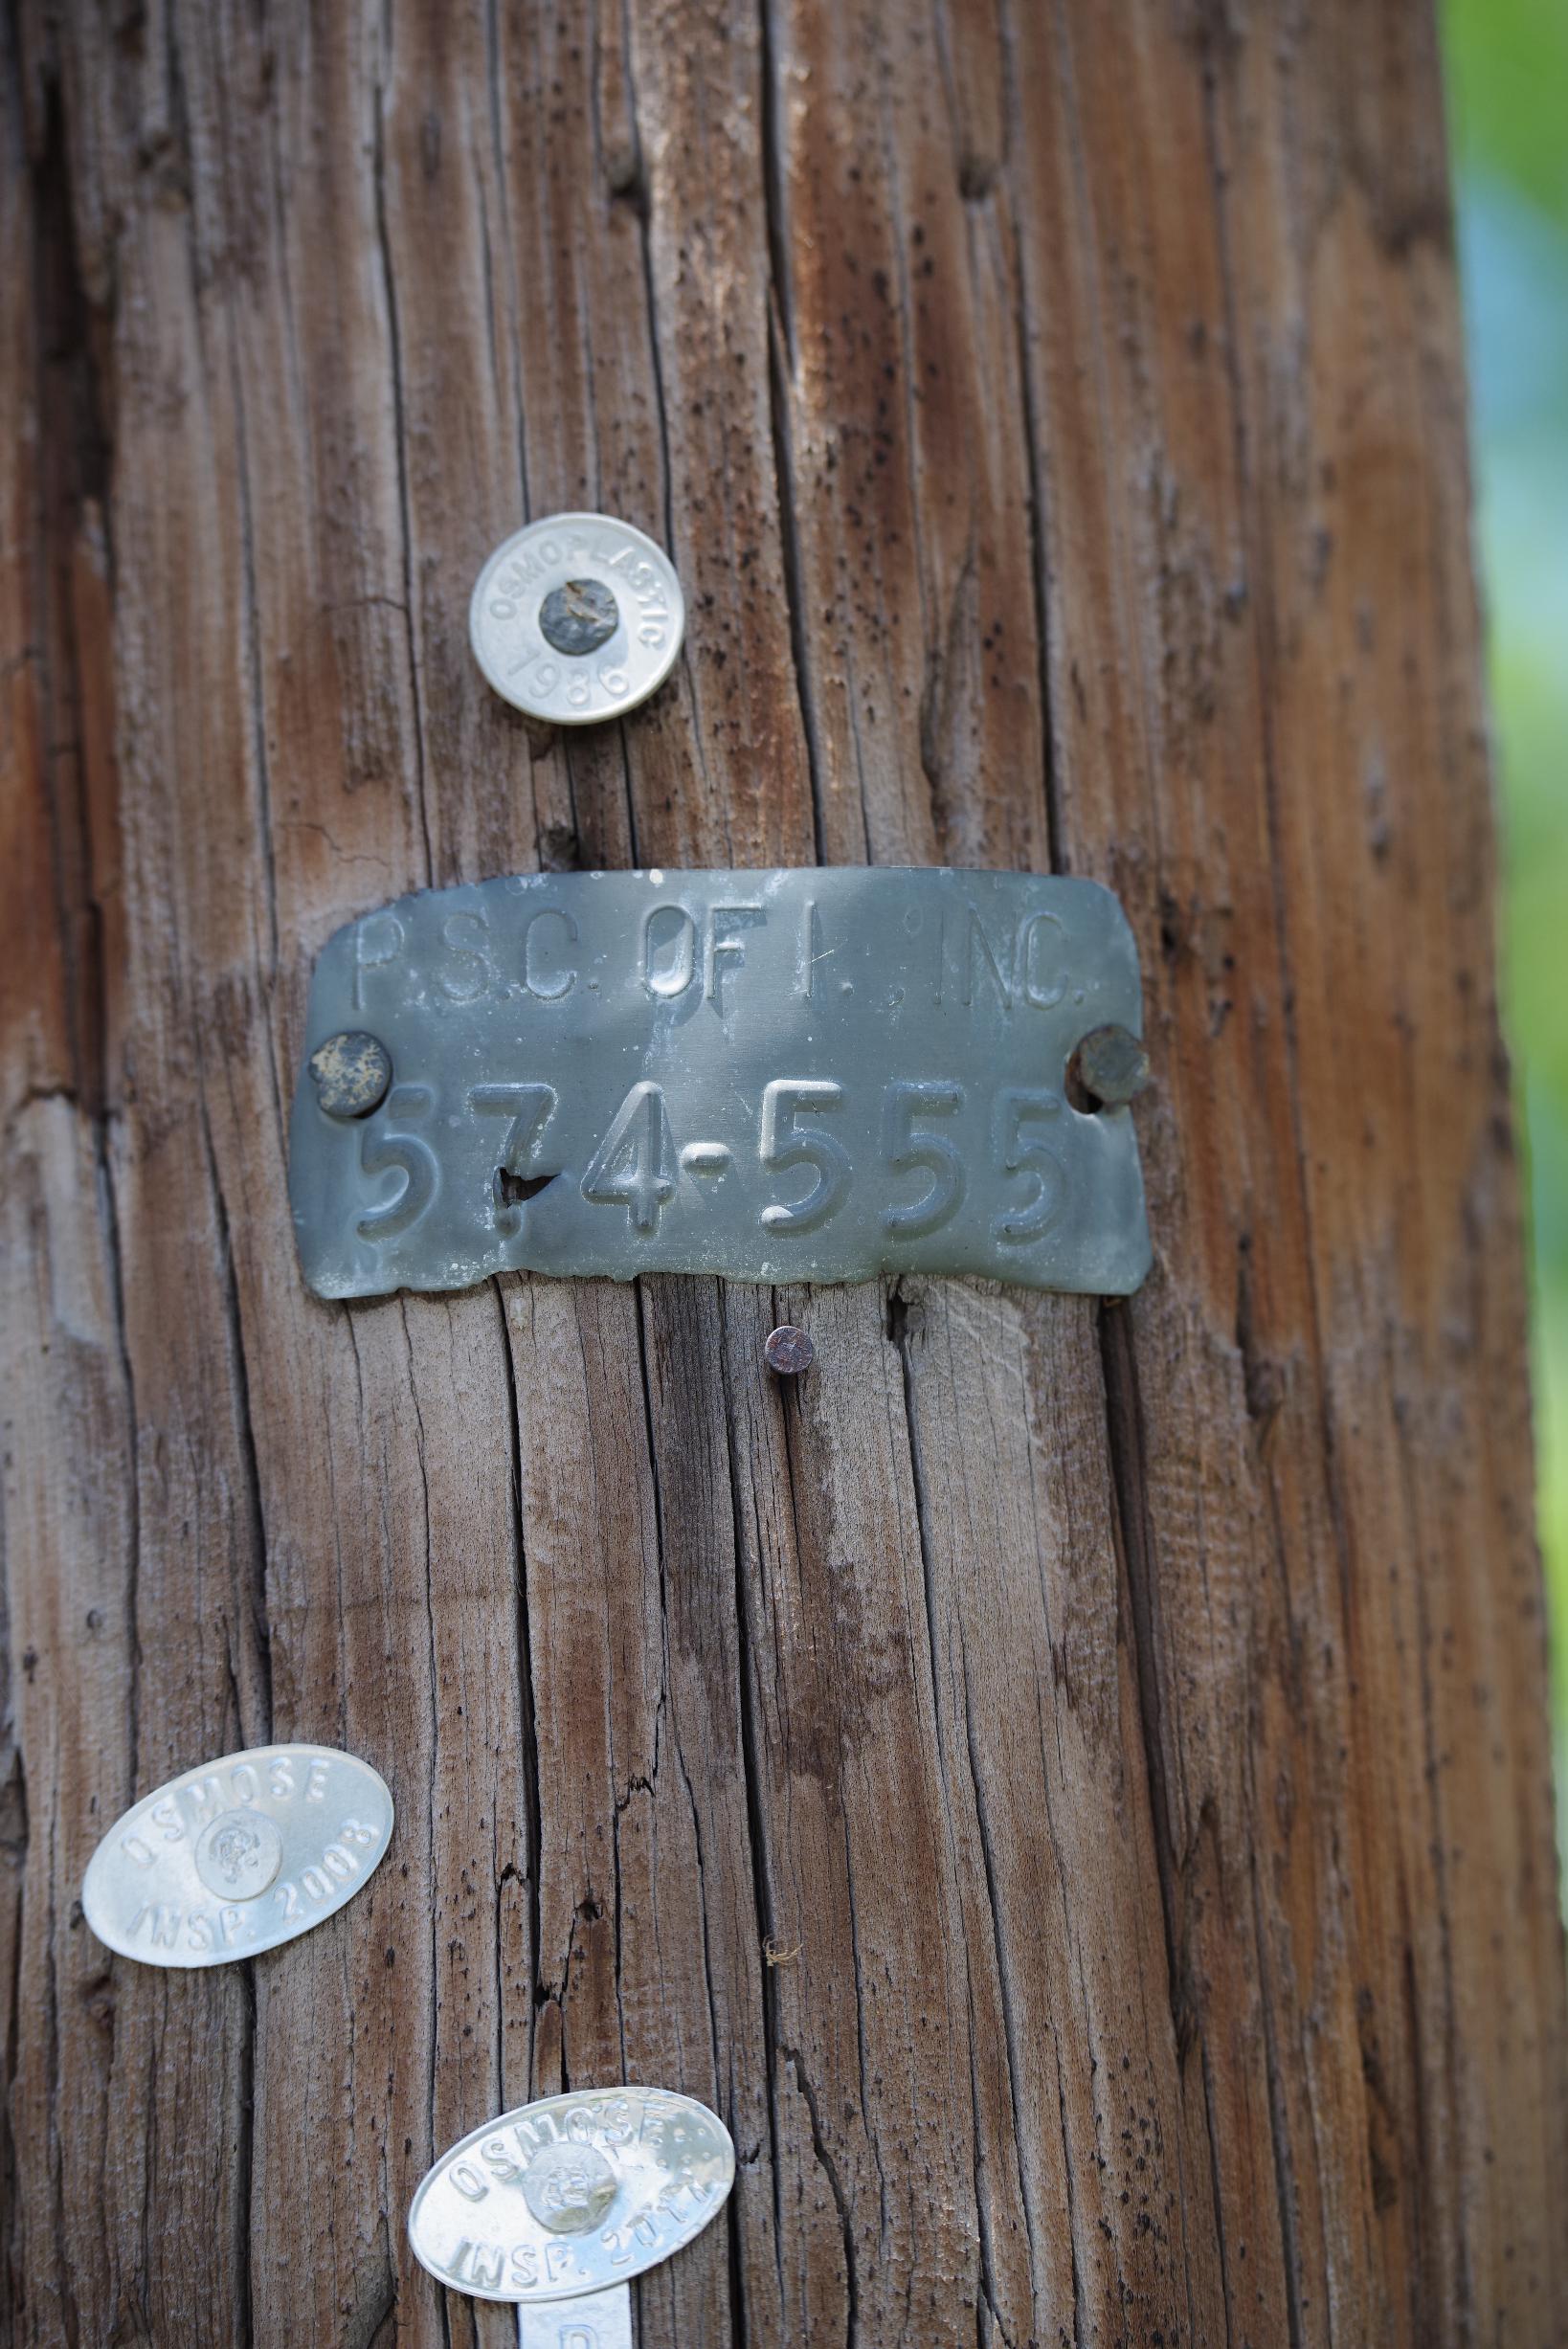 OSMOPLASTIC
1986
P.S.C. OF I., INC.
574-555
OSMOSE
INSP. 2008
OSMOSE
INSP.
D